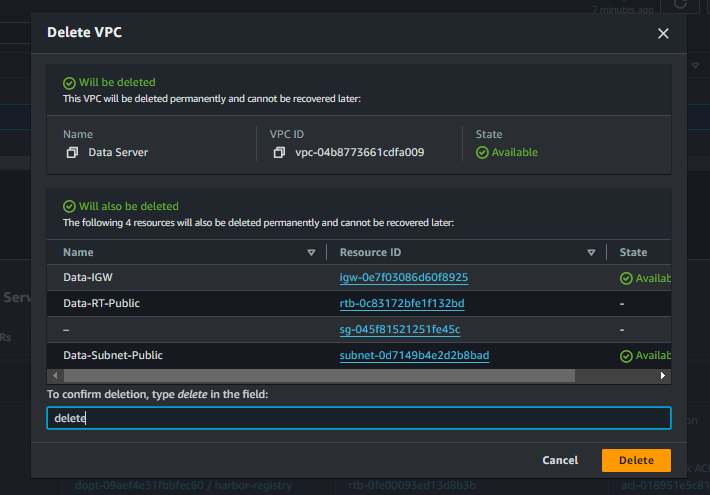 7 minutes ago
Delete VPC
Will be deleted
This VPC will be deleted permanently and cannot be recovered later:
Name VPC ID State
Data Server vpc-04b8773661cdfa009 Available
Will also be deleted
The following 4 resources will also be deleted permanently and cannot be recovered later:
Name Resource ID State
Data-IGW igw-0e7f03086d60f8925 Availab
Data-RT-Public rtb-0c83172bfe1f132bd -
– sg-045f81521251fe45c -
Data-Subnet-Public subnet-0d7149b4e2d2b8bad Availab
To confirm deletion, type delete in the field:
delete
Cancel Delete
dopt-09aef4e31fbbfec60 / harbor-registry rtb-0fe00093ed13d8b3b acl-018951e5c81